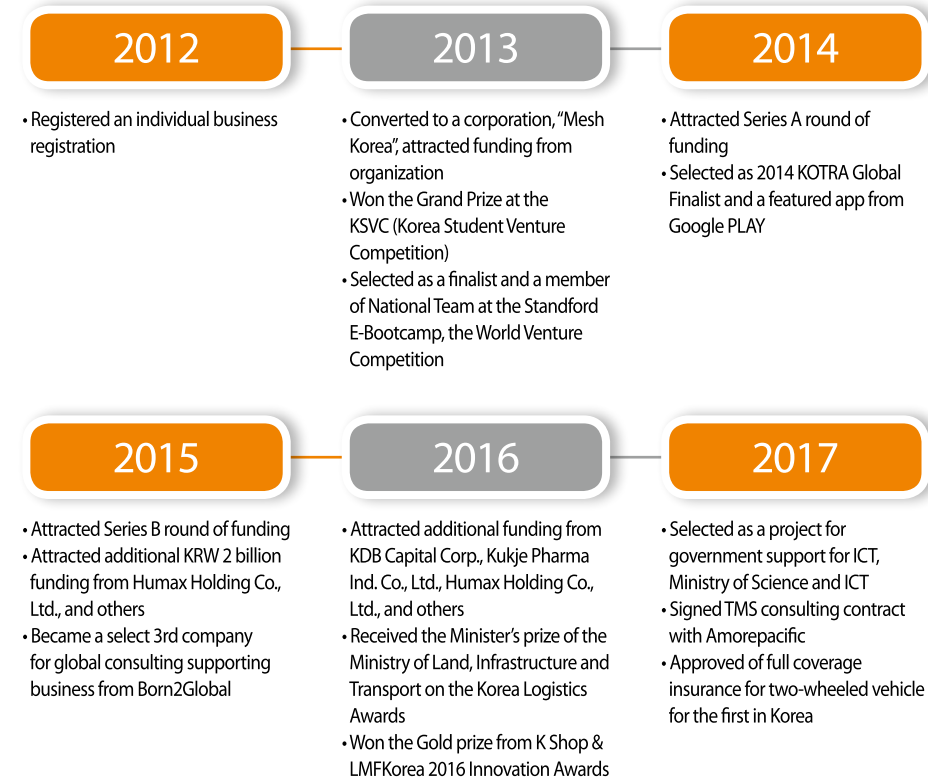 2012
• Registered an individual business
registration
2013
• Converted to a corporation, “Mesh
Korea”, attracted funding from
organization
• Won the Grand Prize at the
KSVC (Korea Student Venture
Competition)
• Selected as a finalist and a member
of National Team at the Standford
E-Bootcamp, the World Venture
Competition
2014
• Attracted Series A round of
funding
• Selected as 2014 KOTRA Global
Finalist and a featured app from
Google PLAY
2015
• Attracted Series B round of funding
• Attracted additional KRW 2 billion
funding from Humax Holding Co.,
Ltd., and others
• Became a select 3rd company
for global consulting supporting
business from Born2Global
2016
• Attracted additional funding from
KDB Capital Corp., Kukje Pharma
Ind. Co., Ltd., Humax Holding Co.,
Ltd., and others
• Received the Minister’s prize of the
Ministry of Land, Infrastructure and
Transport on the Korea Logistics
Awards
• Won the Gold prize from K Shop &
LMFKorea 2016 Innovation Awards
2017
• Selected as a project for
government support for ICT,
Ministry of Science and ICT
• Signed TMS consulting contract
with Amorepacific
• Approved of full coverage
insurance for two-wheeled vehicle
for the first in Korea